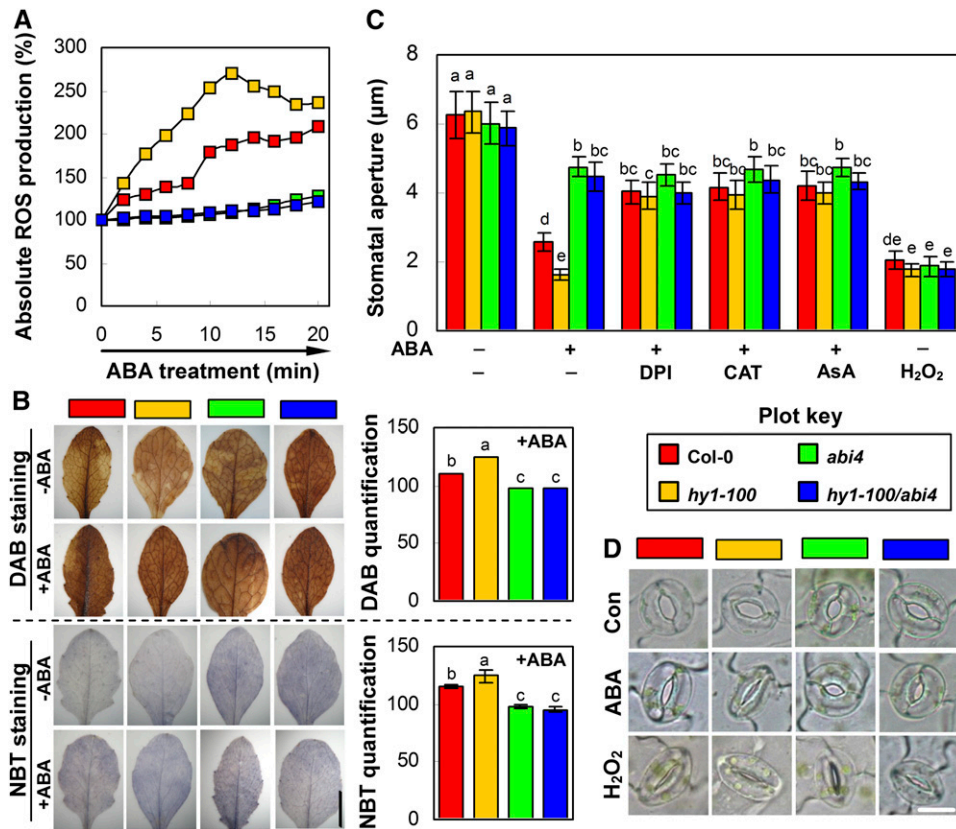 A
Absolute ROS production (%)
300
250
200
150
100
50
0
0 5 10 15 20
ABA treatment (min)
C
Stomatal aperture (µm)
8
6
4
2
0
a a a a
d e b bc
bc c bc bc
bc bc b bc
bc bc b bc
de e e e
ABA – + + + + –
– – DPI CAT AsA H₂O₂
B
DAB staining
-ABA
+ABA
NBT staining
-ABA
+ABA
DAB quantification
150
100
50
0
+ABA
b a c c
NBT quantification
150
100
50
0
+ABA
b a c c
Plot key
Col-0 abi4
hy1-100 hy1-100/abi4
D
Con
ABA
H₂O₂